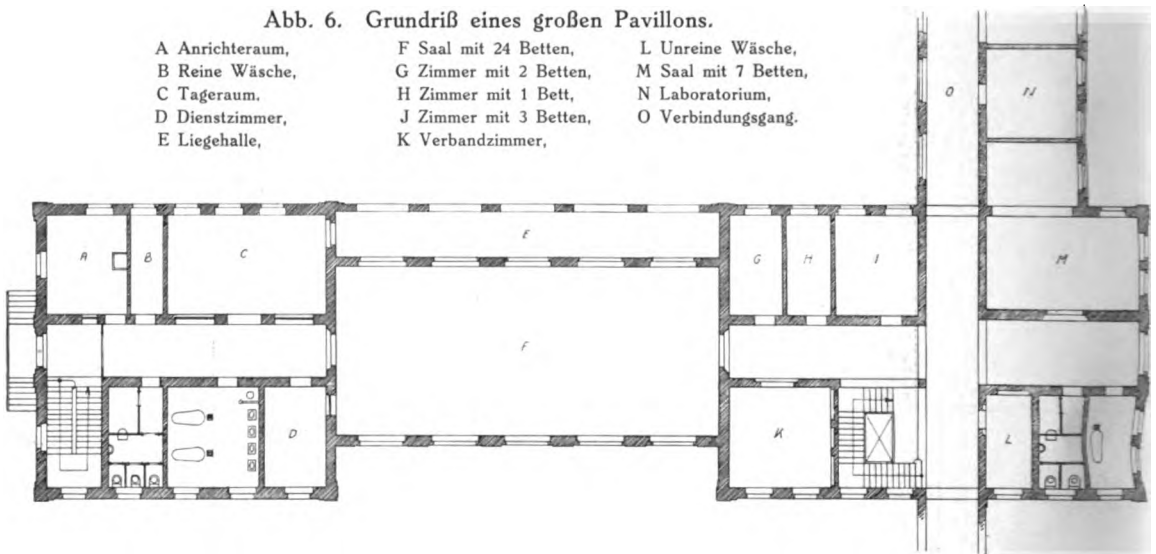 Abb. 6. Grundriß eines großen Pavillons.
A Anrichteraum,
B Reine Wäsche,
C Tageraum.
D Dienstzimmer,
E Liegehalle,
F Saal mit 24 Betten,
G Zimmer mit 2 Betten,
H Zimmer mit 1 Bett,
J Zimmer mit 3 Betten,
K Verbandzimmer,
L Unreine Wäsche,
M Saal mit 7 Betten,
N Laboratorium,
O Verbindungsgang.
O N
E
A B C G H I M
F
D K L